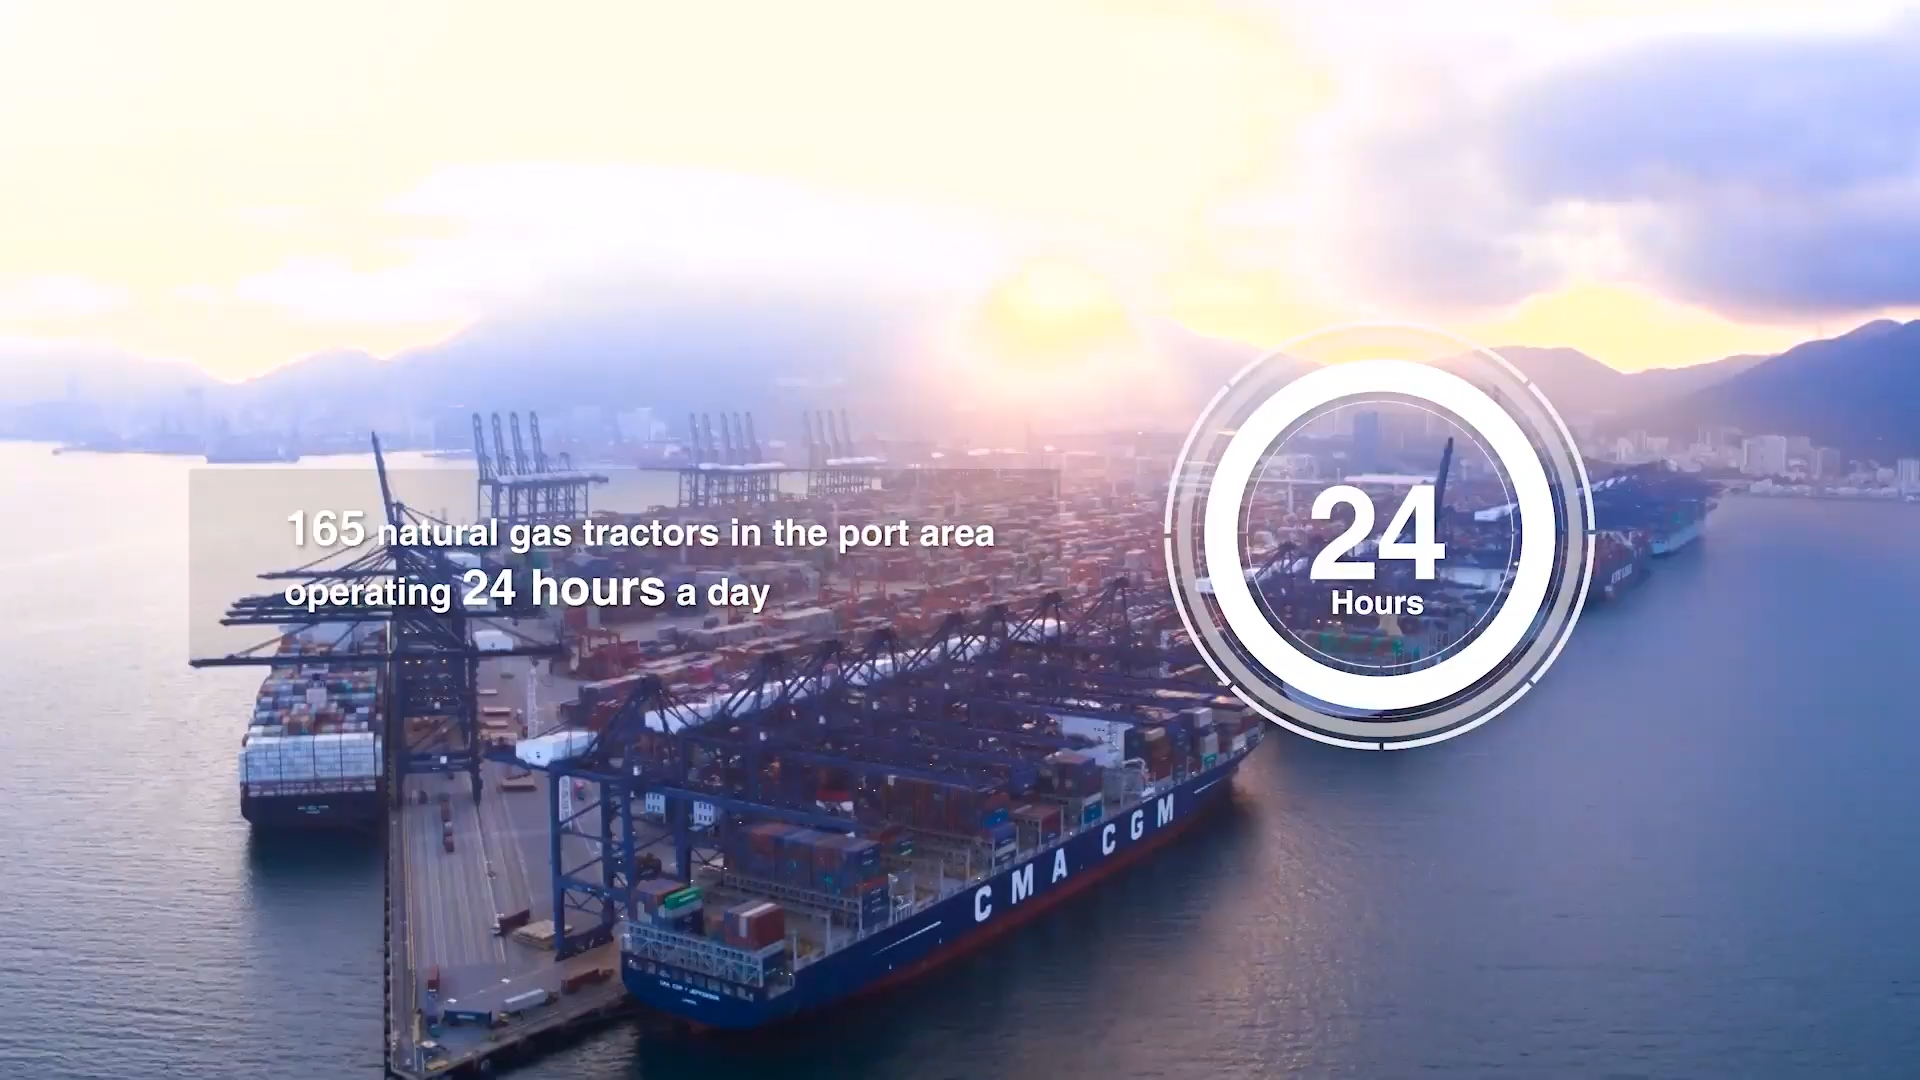 165 natural gas tractors in the port area
operating 24 hours a day
24
Hours
CMA CGM